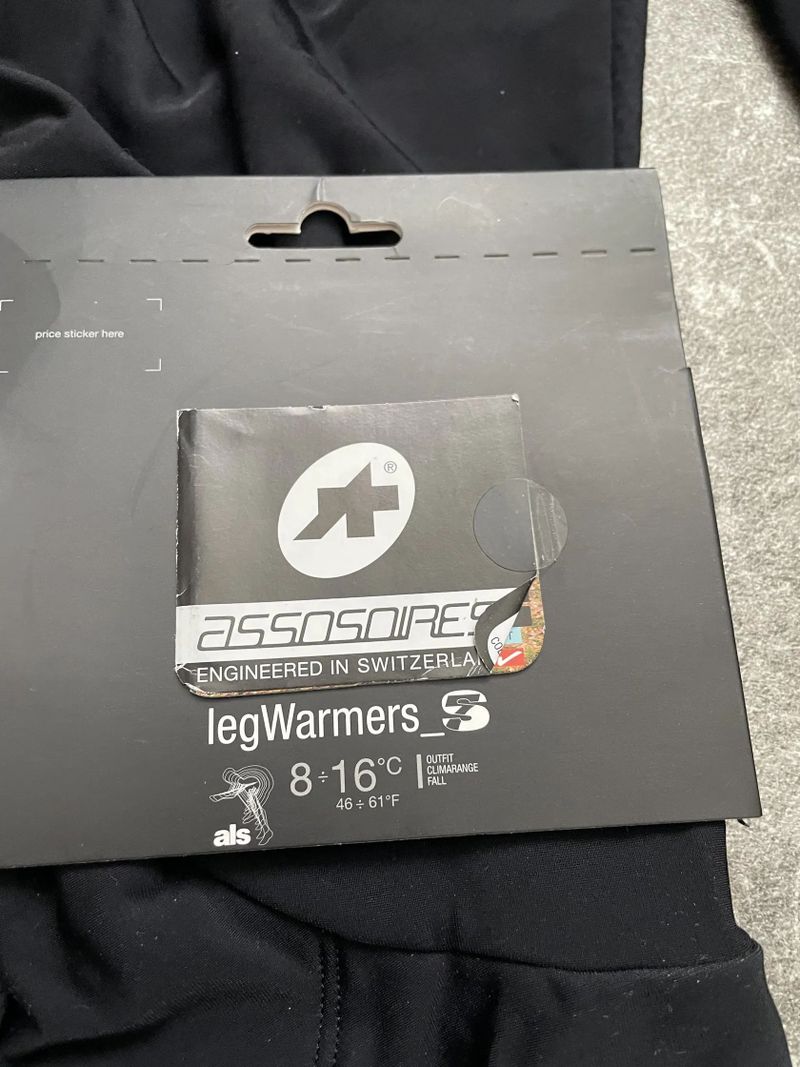 price sticker here
®
assosoires
ENGINEERED IN SWITZERLA
legWarmers_S
8÷16°C
46÷61°F
OUTFIT
CLIMARANGE
FALL
als